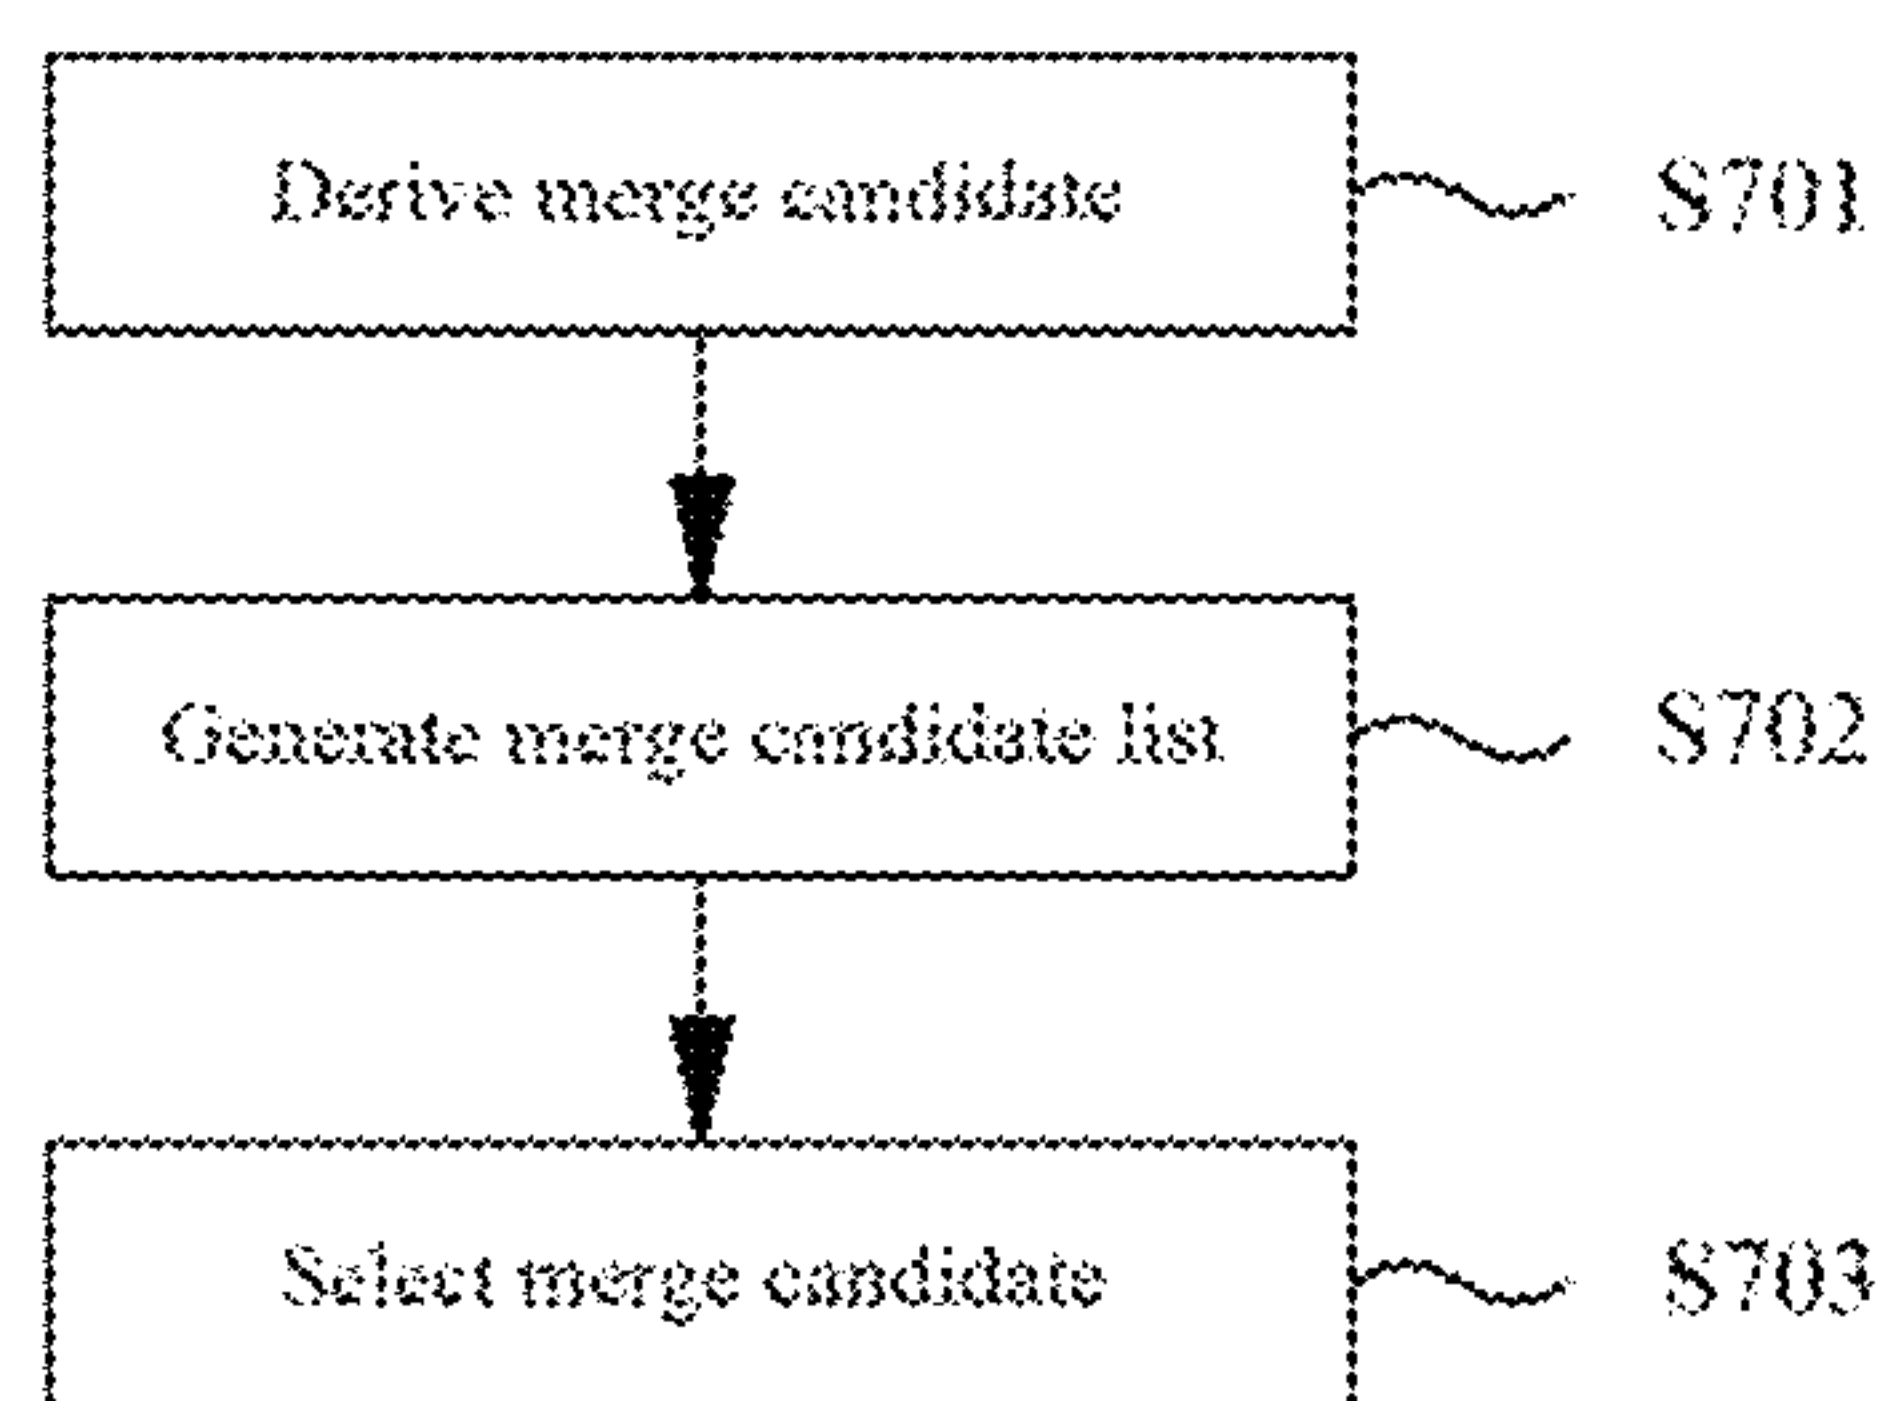 Derive merge candidate S701
Generate merge candidate list S702
Select merge candidate S703